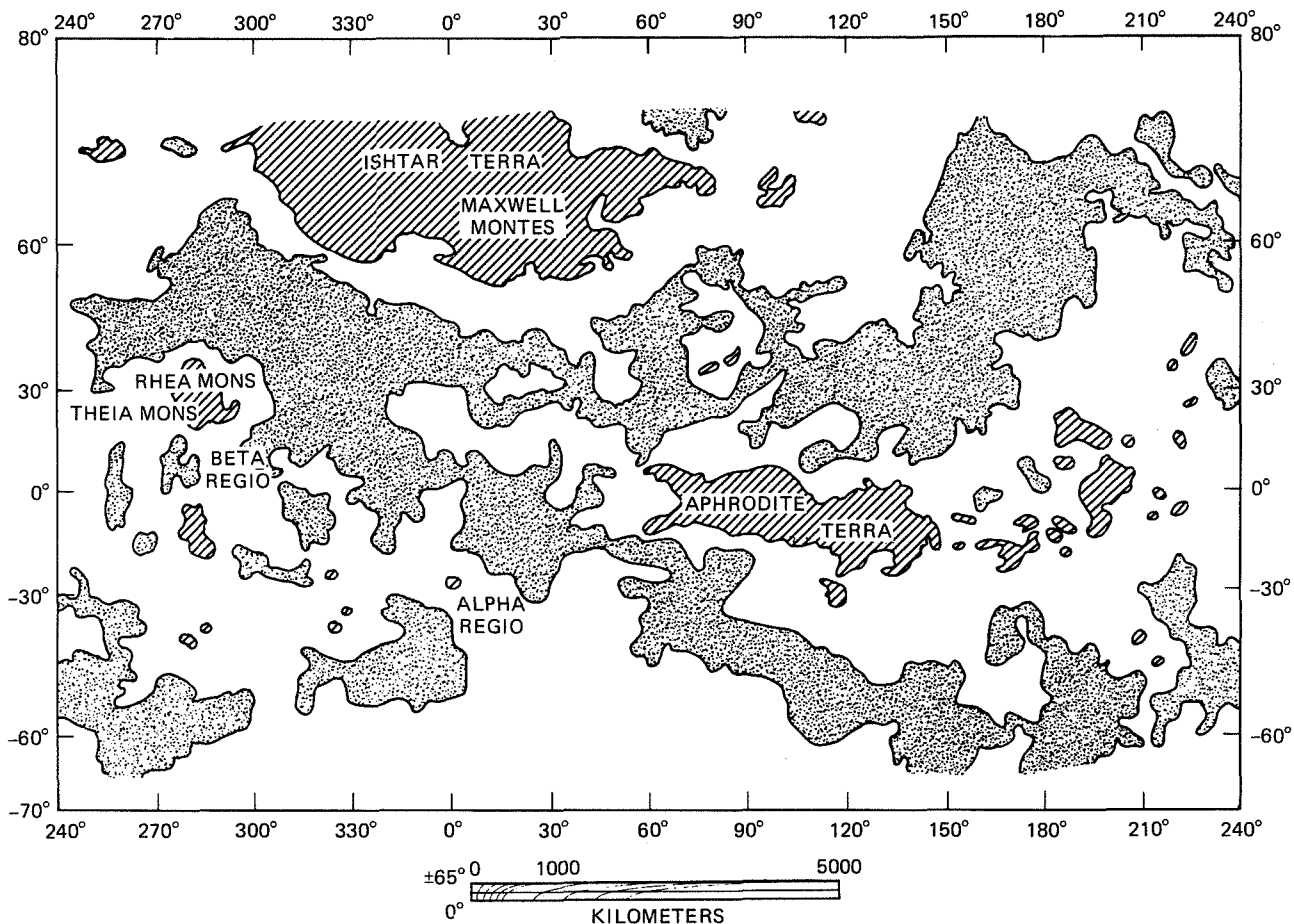 240° 270° 300° 330° 0° 30° 60° 90° 120° 150° 180° 210° 240°
80° 80°
ISHTAR TERRA
MAXWELL
MONTES
60° 60°
30° 30°
RHEA MONS
THEIA MONS
BETA
REGIO
0° 0°
APHRODITE
TERRA
-30° -30°
ALPHA
REGIO
-60° -60°
-70° -70°
240° 270° 300° 330° 0° 30° 60° 90° 120° 150° 180° 210° 240°
±65° 0 1000 5000
0°
KILOMETERS